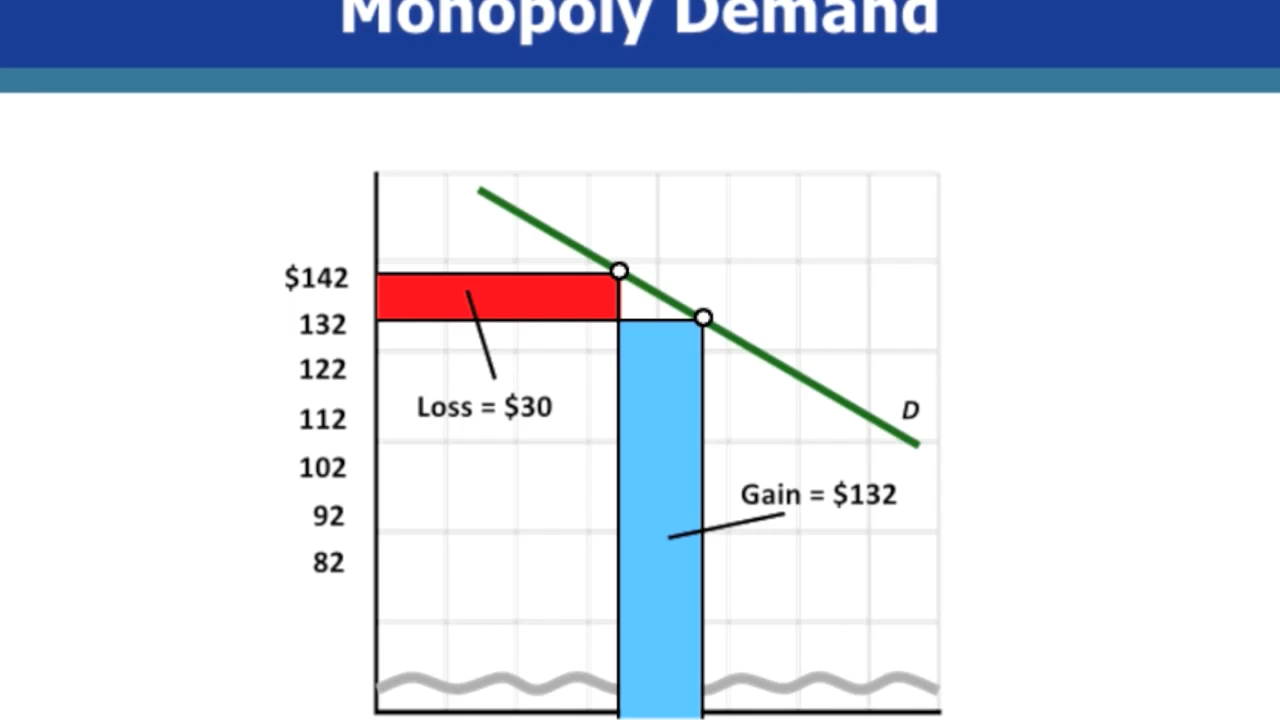 Monopoly Demand
$142
132
122
112
102
92
82
Loss = $30
D
Gain = $132